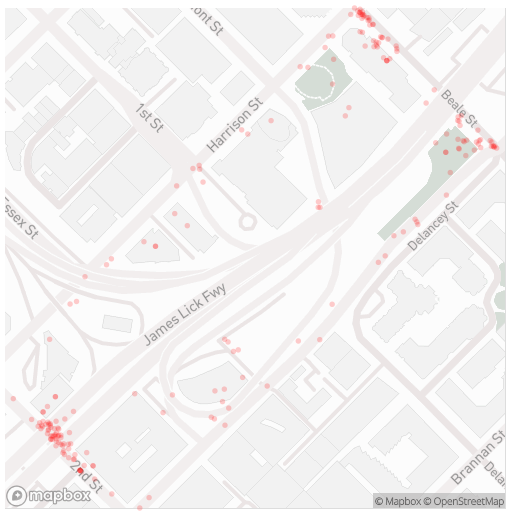 ont St
1st St
Harrison St
Beale St
Essex St
Delancey St
James Lick Fwy
Brannan St
2nd St
Delan
mapbox
© Mapbox © OpenStreetMap